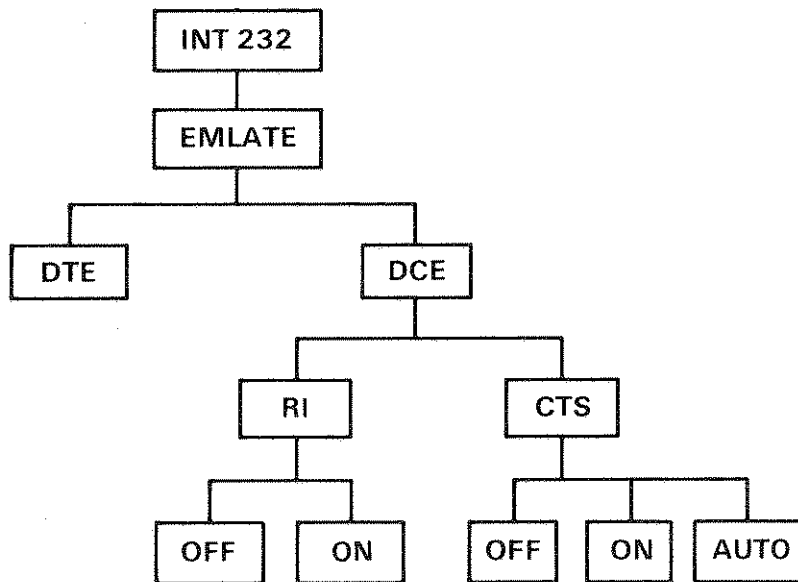 INT 232
EMLATE
DTE DCE
RI CTS
OFF ON OFF ON AUTO